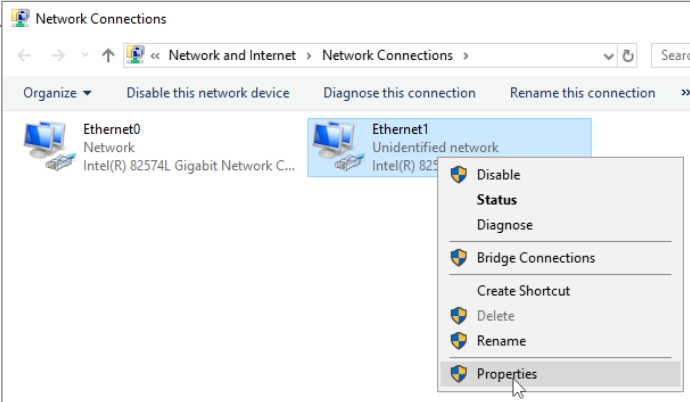 Network Connections
« Network and Internet > Network Connections >
Organize Disable this network device Diagnose this connection Rename this connection »
Ethernet0 Ethernet1
Network Unidentified network
Intel(R) 82574L Gigabit Network C... Intel(R) 825
Disable
Status
Diagnose
Bridge Connections
Create Shortcut
Delete
Rename
Properties